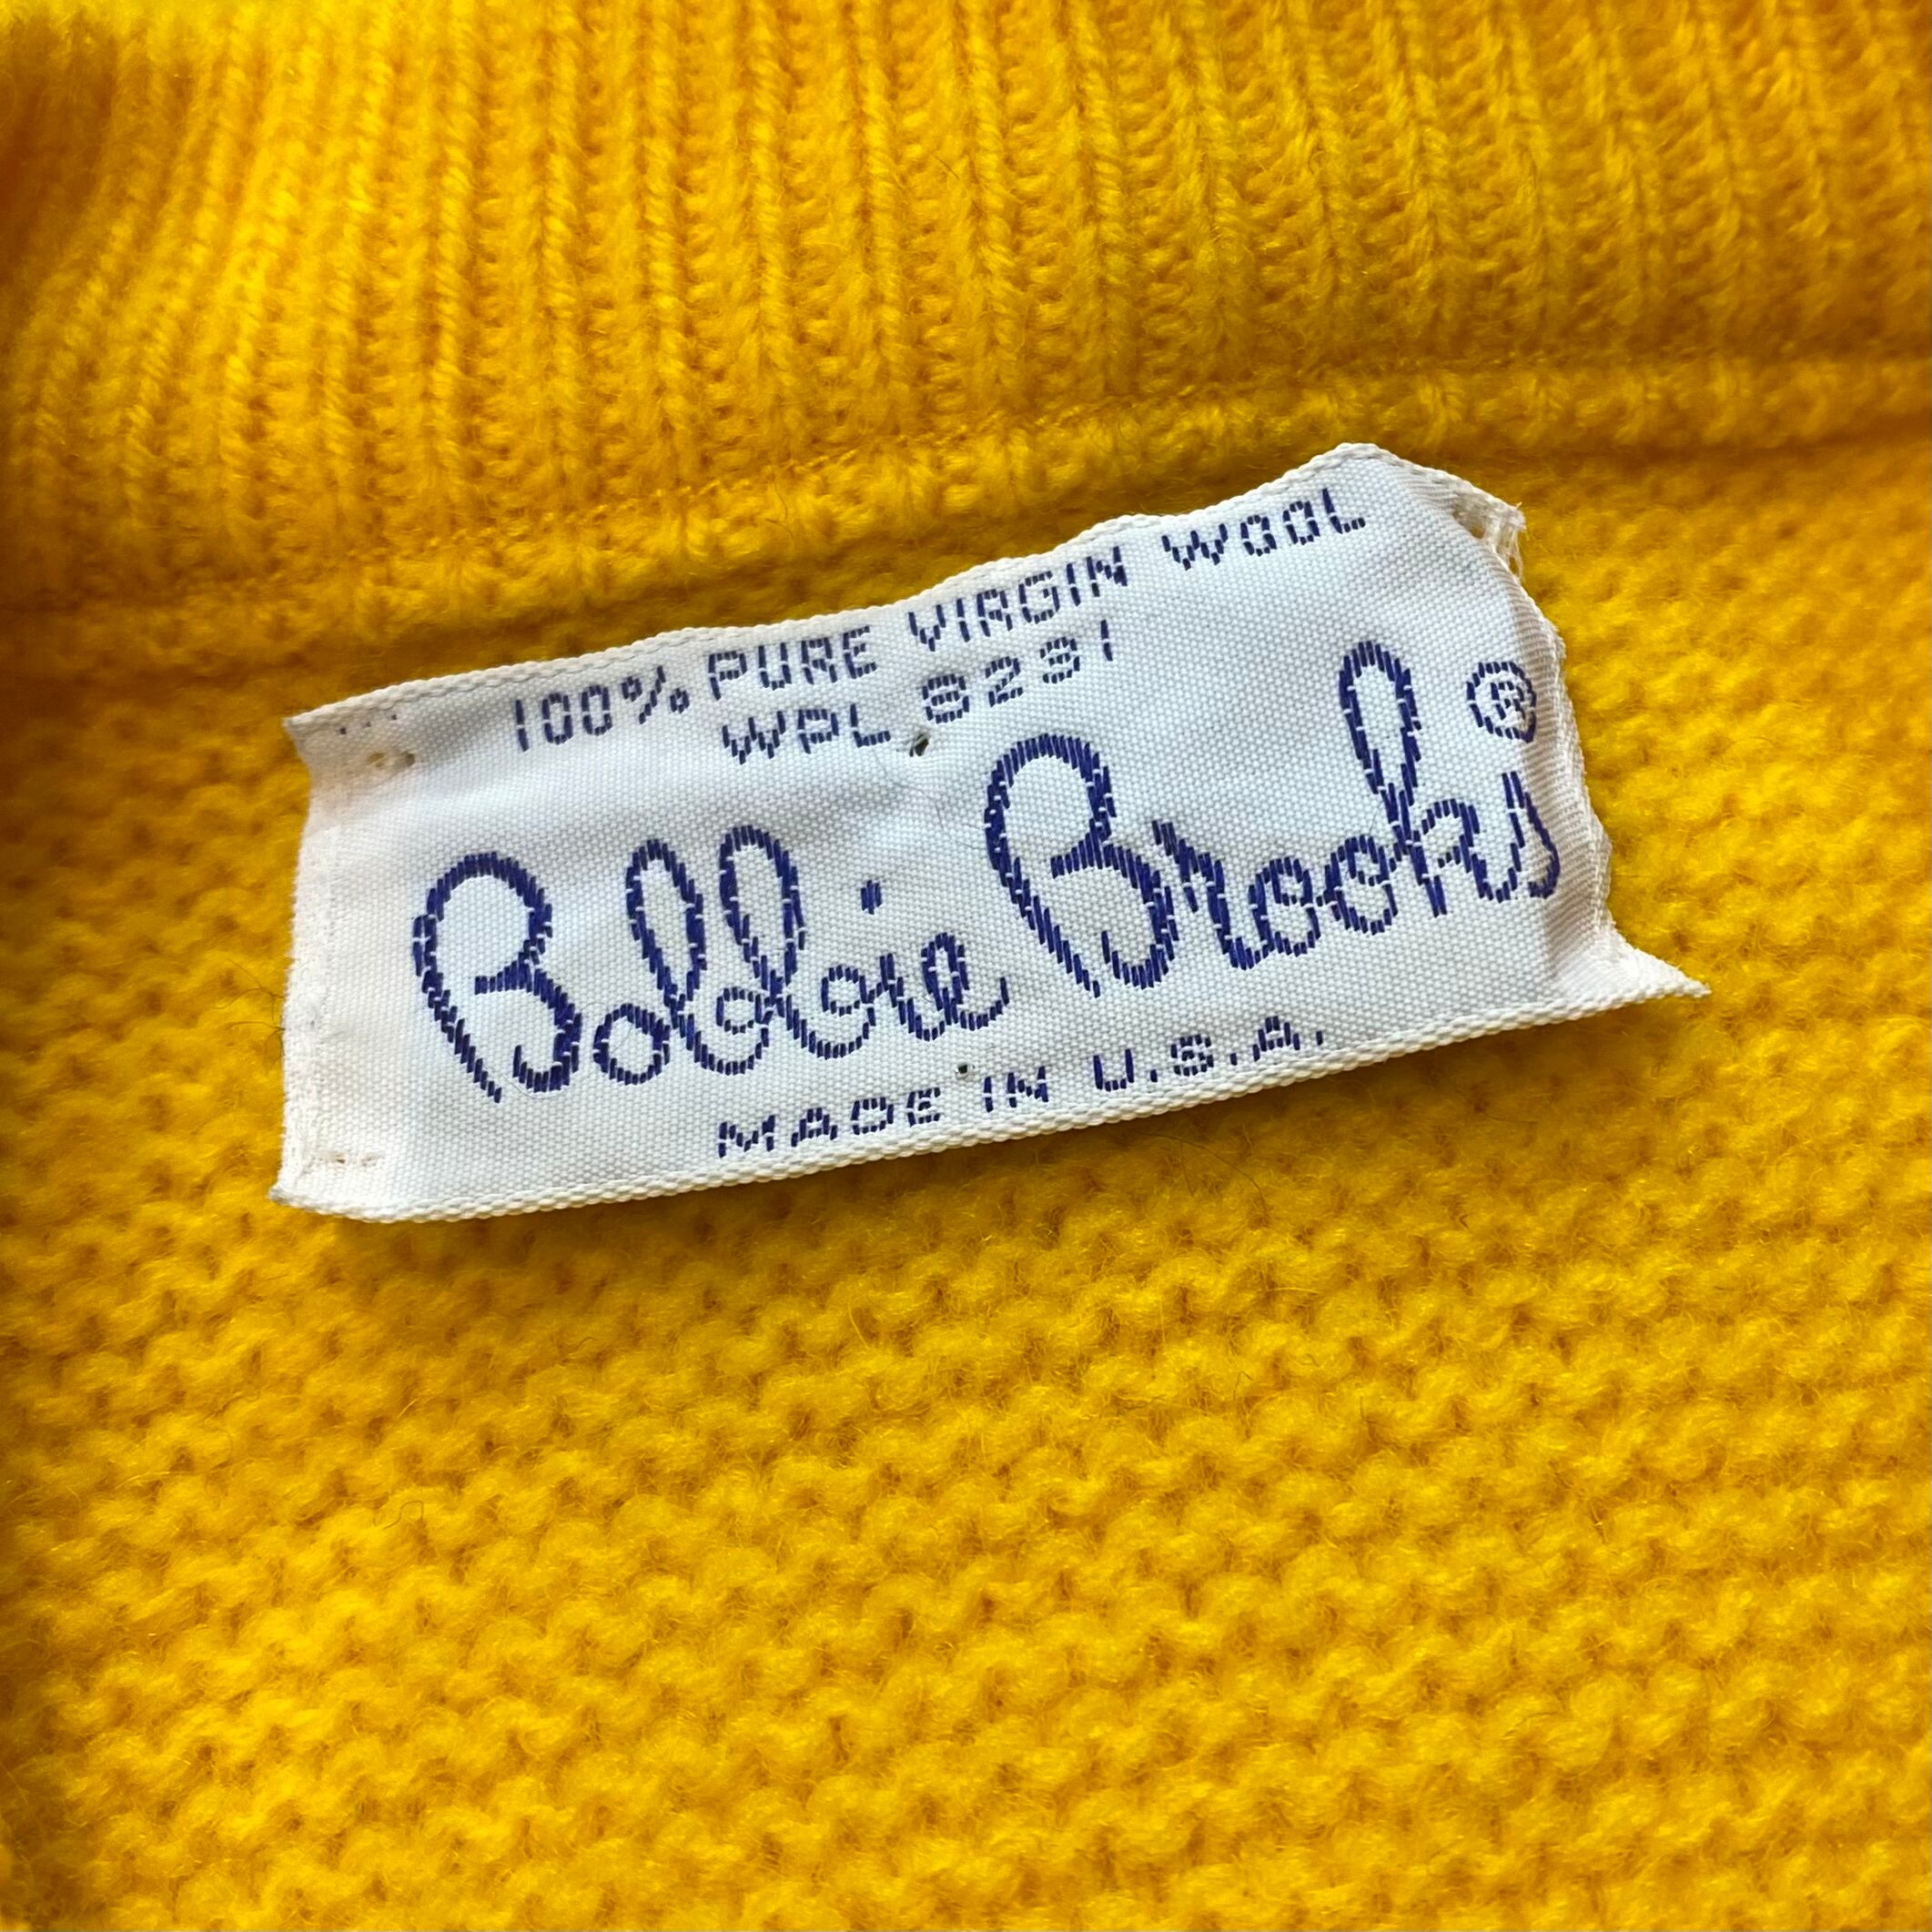 100% PURE VIRGIN WOOL
WPL 8231
Bobbie Brooks ®
MADE IN U.S.A.